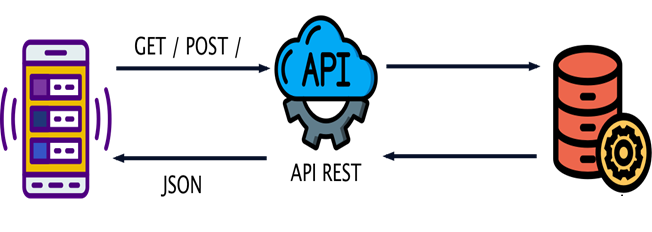 GET / POST /
API
API REST
JSON